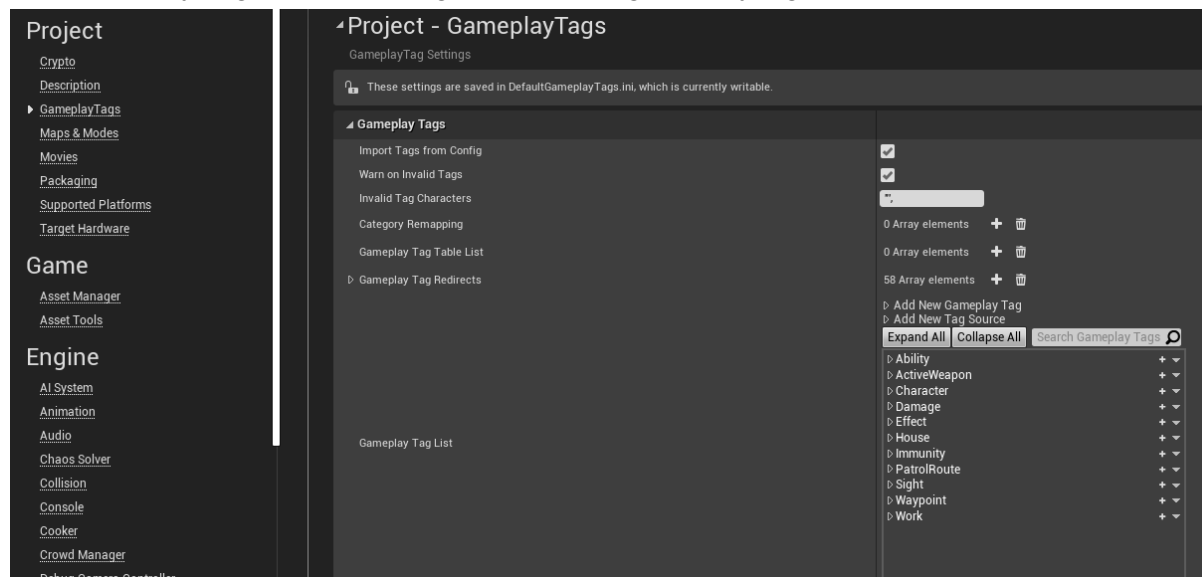 Project
Crypto
Description
GameplayTags
Maps & Modes
Movies
Packaging
Supported Platforms
Target Hardware
Game
Asset Manager
Asset Tools
Engine
AI System
Animation
Audio
Chaos Solver
Collision
Console
Cooker
Crowd Manager
Project - GameplayTags
GameplayTag Settings
These settings are saved in DefaultGameplayTags.ini, which is currently writable.
Gameplay Tags
Import Tags from Config
Warn on Invalid Tags
Invalid Tag Characters "',
Category Remapping 0 Array elements
Gameplay Tag Table List 0 Array elements
Gameplay Tag Redirects 58 Array elements
Add New Gameplay Tag
Add New Tag Source
Expand All Collapse All Search Gameplay Tags
Gameplay Tag List
Ability
ActiveWeapon
Character
Damage
Effect
House
Immunity
PatrolRoute
Sight
Waypoint
Work